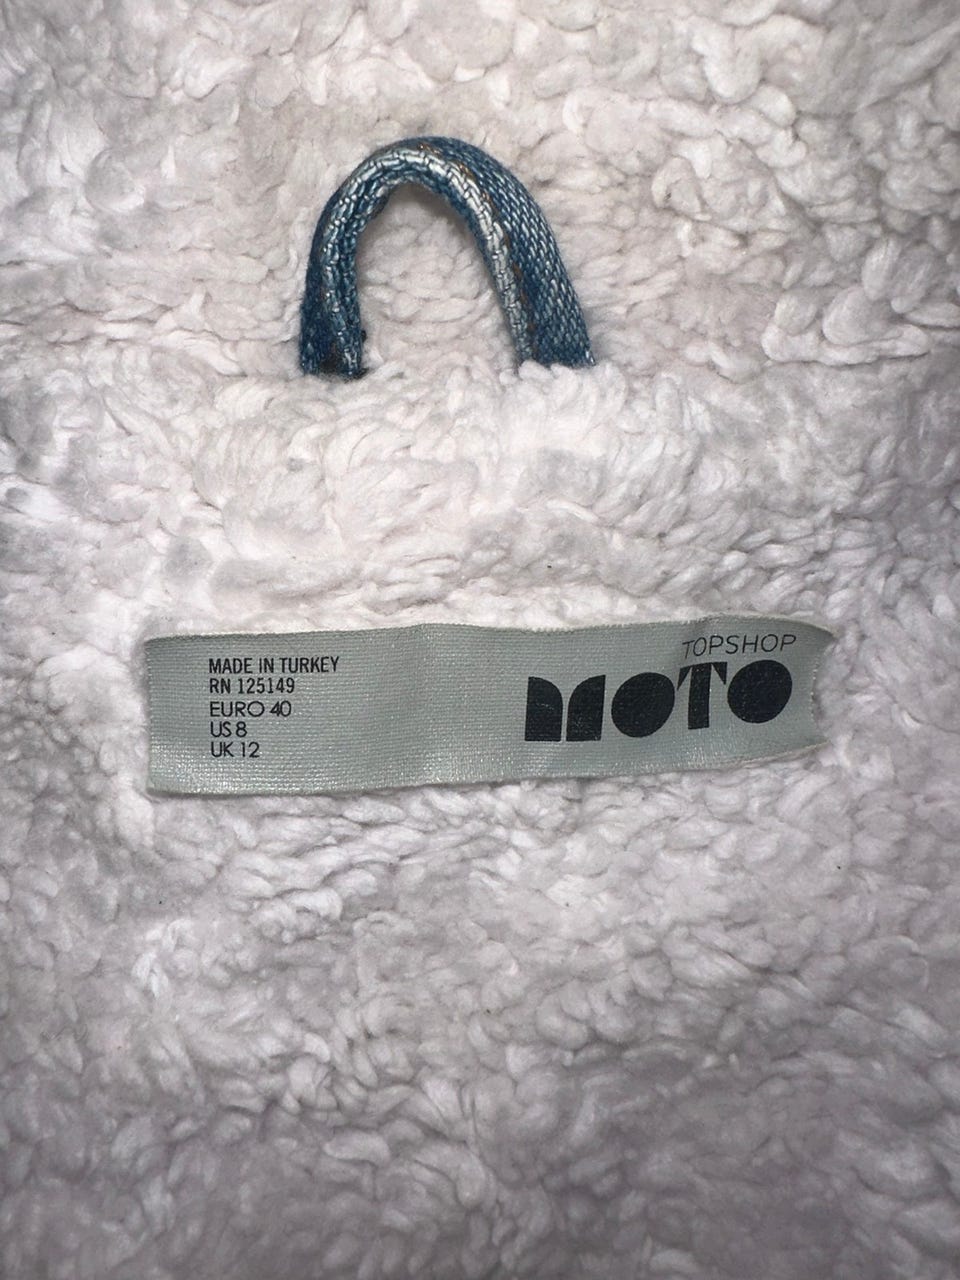 MADE IN TURKEY
RN 125149
EURO 40
US 8
UK 12
TOPSHOP
MOTO